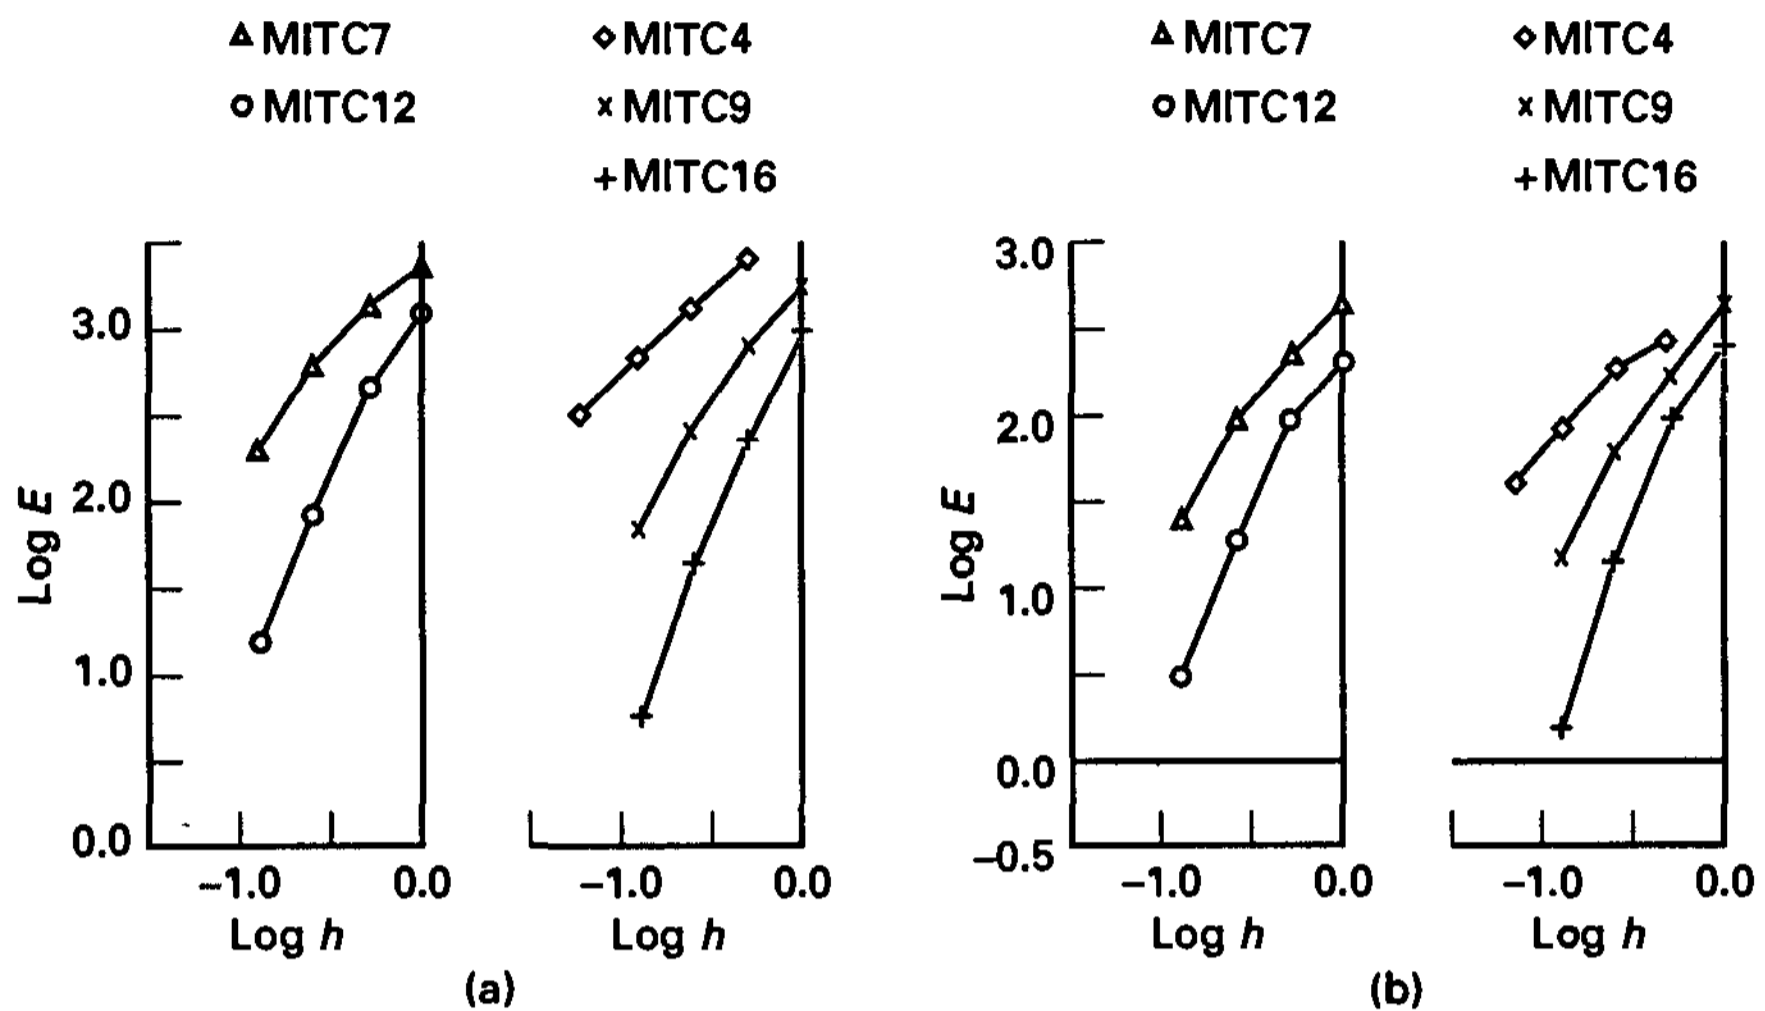 MITC7 MITC4 MITC7 MITC4
MITC12 MITC9 MITC12 MITC9
MITC16 MITC16
3.0
2.0
1.0
0.0
Log E
-1.0 0.0 -1.0 0.0
Log h Log h
(a)
3.0
2.0
1.0
0.0
-0.5
Log E
-1.0 0.0 -1.0 0.0
Log h Log h
(b)